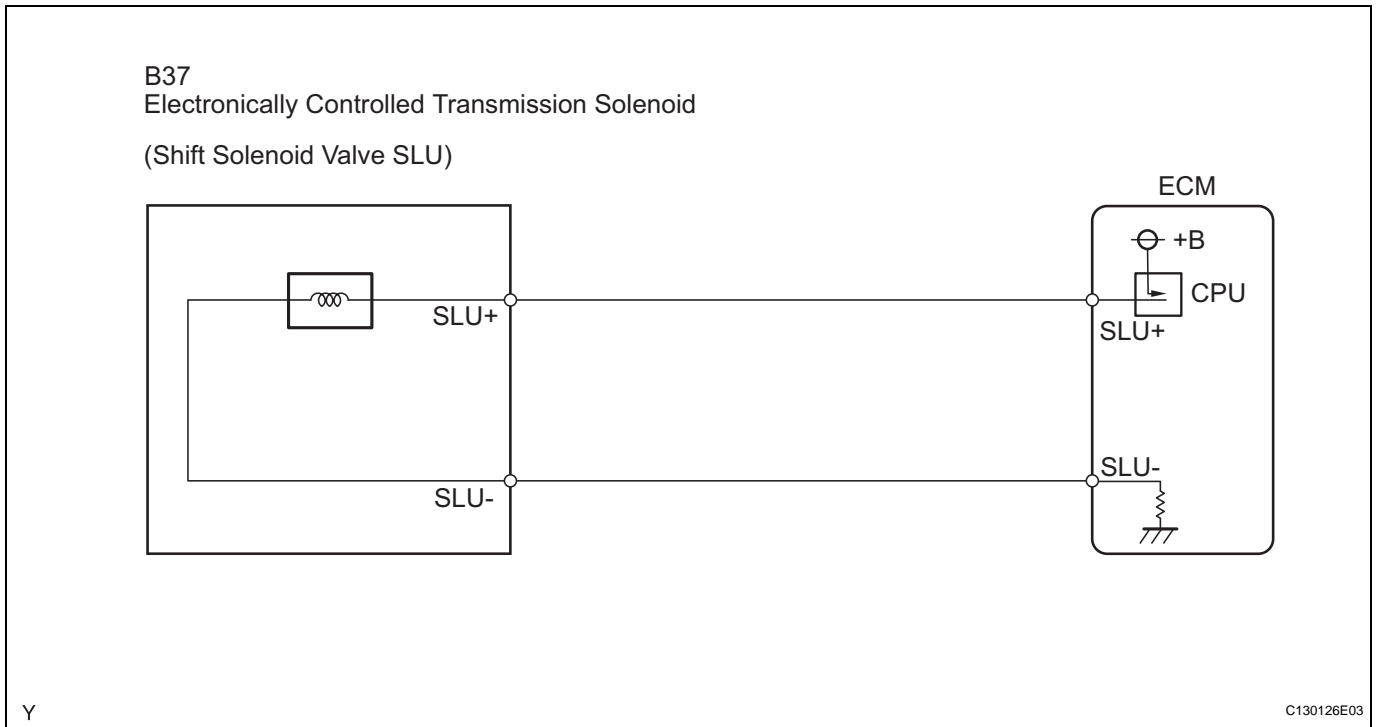 B37
Electronically Controlled Transmission Solenoid
(Shift Solenoid Valve SLU)
ECM
+B
CPU
SLU+
SLU+
SLU-
SLU-
Y
C130126E03